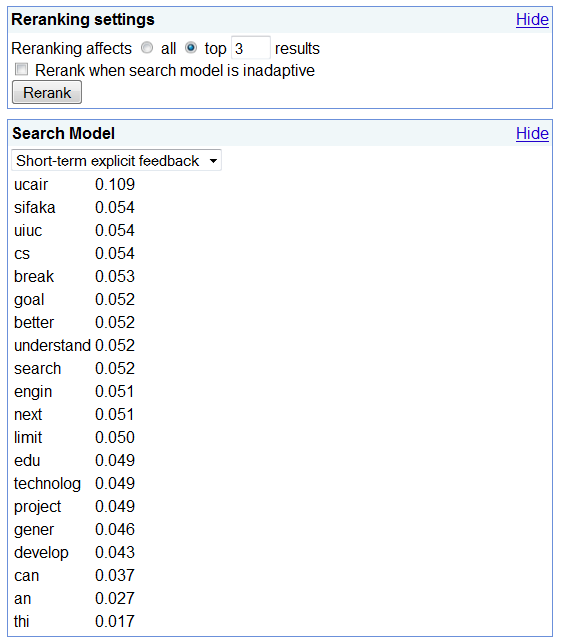 Reranking settings Hide
Reranking affects all top 3 results
Rerank when search model is inadaptive
Rerank
Search Model Hide
Short-term explicit feedback
ucair 0.109
sifaka 0.054
uiuc 0.054
cs 0.054
break 0.053
goal 0.052
better 0.052
understand 0.052
search 0.052
engin 0.051
next 0.051
limit 0.050
edu 0.049
technolog 0.049
project 0.049
gener 0.046
develop 0.043
can 0.037
an 0.027
thi 0.017